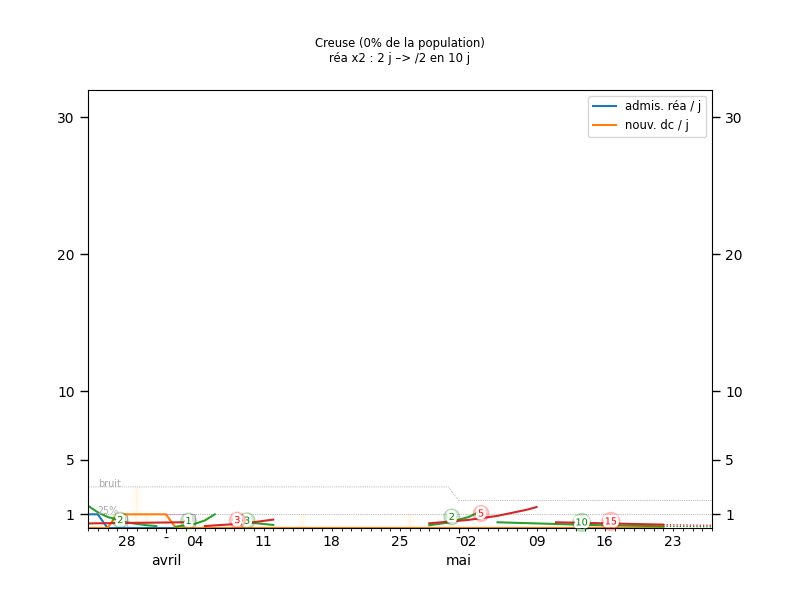 Creuse (0% de la population)
réa x2 : 2 j –> /2 en 10 j
admis. réa / j
nouv. dc / j
30 30
20 20
10 10
5 5
1 1
bruit
25%
2 1 3 3 2 5 10 15
28 04 11 18 25 02 09 16 23
avril mai